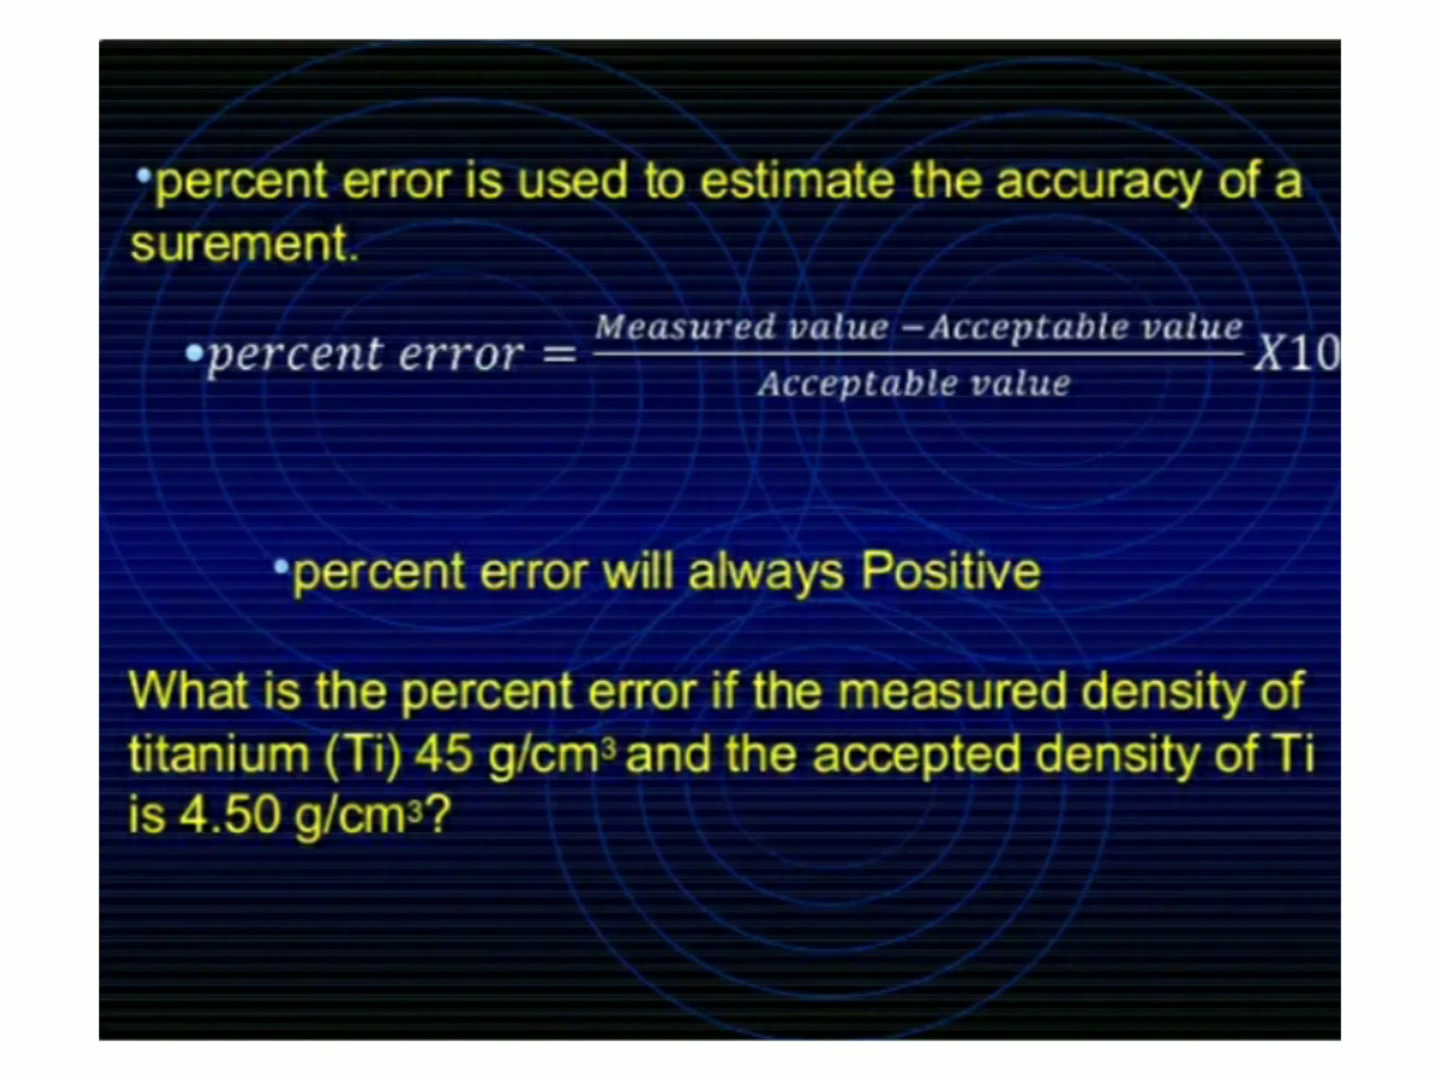 •percent error is used to estimate the accuracy of a
surement.
•percent error = Measured value − Acceptable value / Acceptable value X10
•percent error will always Positive
What is the percent error if the measured density of
titanium (Ti) 45 g/cm³ and the accepted density of Ti
is 4.50 g/cm³?